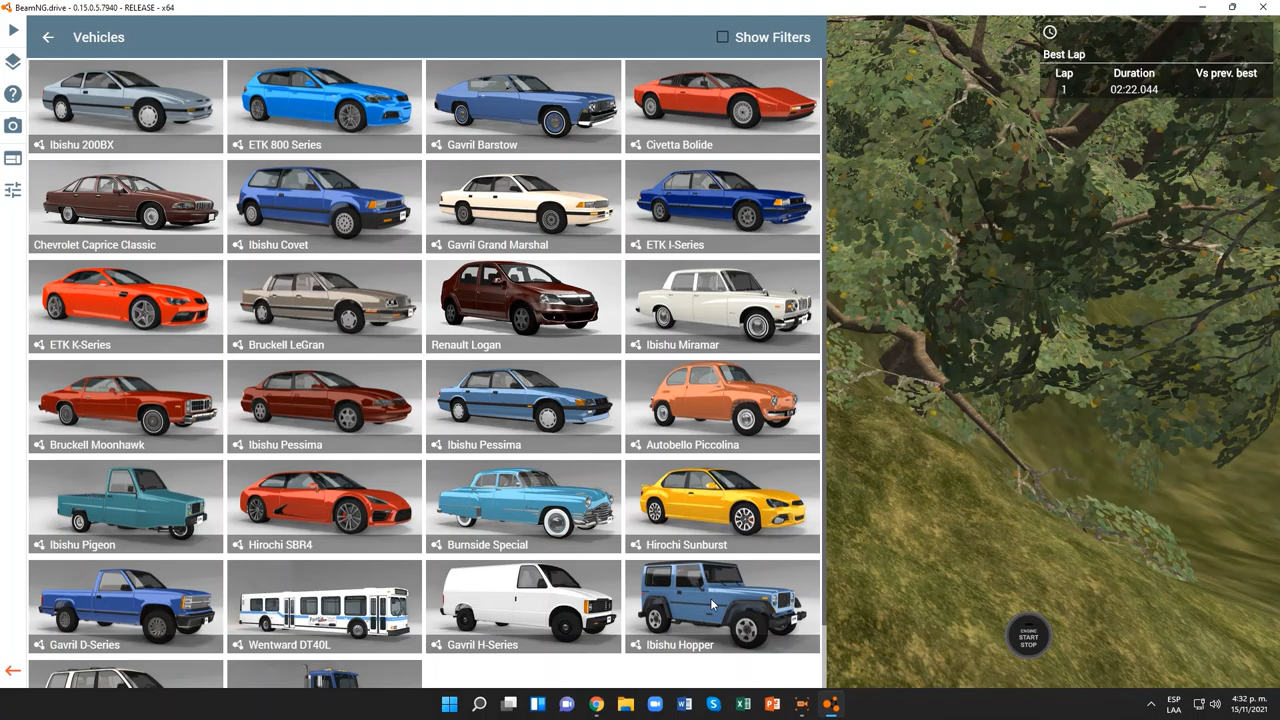 BeamNG.drive - 0.15.0.5.7940 - RELEASE - x64
Vehicles
Show Filters
Ibishu 200BX
ETK 800 Series
Gavril Barstow
Civetta Bolide
Chevrolet Caprice Classic
Ibishu Covet
Gavril Grand Marshal
ETK I-Series
ETK K-Series
Bruckell LeGran
Renault Logan
Ibishu Miramar
Bruckell Moonhawk
Ibishu Pessima
Ibishu Pessima
Autobello Piccolina
Ibishu Pigeon
Hirochi SBR4
Burnside Special
Hirochi Sunburst
Gavril D-Series
Wentward DT40L
Gavril H-Series
Ibishu Hopper
Best Lap
Lap Duration Vs prev. best
1 02:22.044
ENGINE
START
STOP
ESP
LAA
4:32 p. m.
15/11/2021